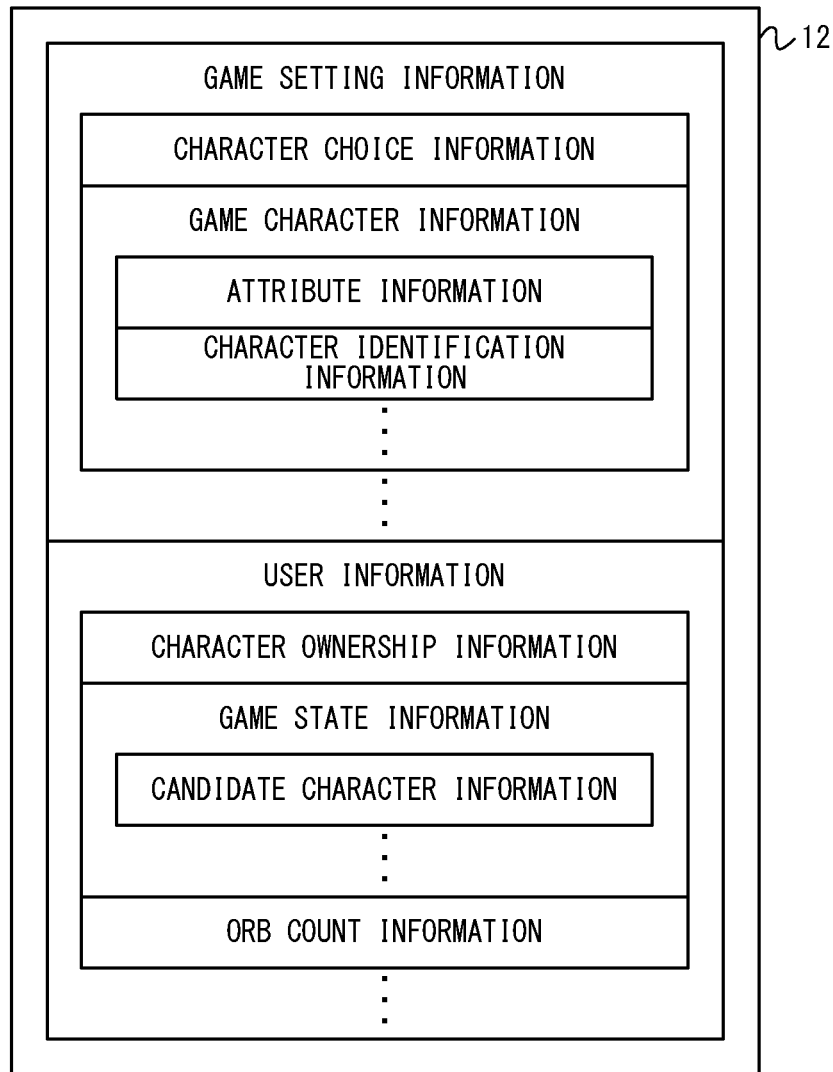 12
GAME SETTING INFORMATION
CHARACTER CHOICE INFORMATION
GAME CHARACTER INFORMATION
ATTRIBUTE INFORMATION
CHARACTER IDENTIFICATION
INFORMATION
USER INFORMATION
CHARACTER OWNERSHIP INFORMATION
GAME STATE INFORMATION
CANDIDATE CHARACTER INFORMATION
ORB COUNT INFORMATION